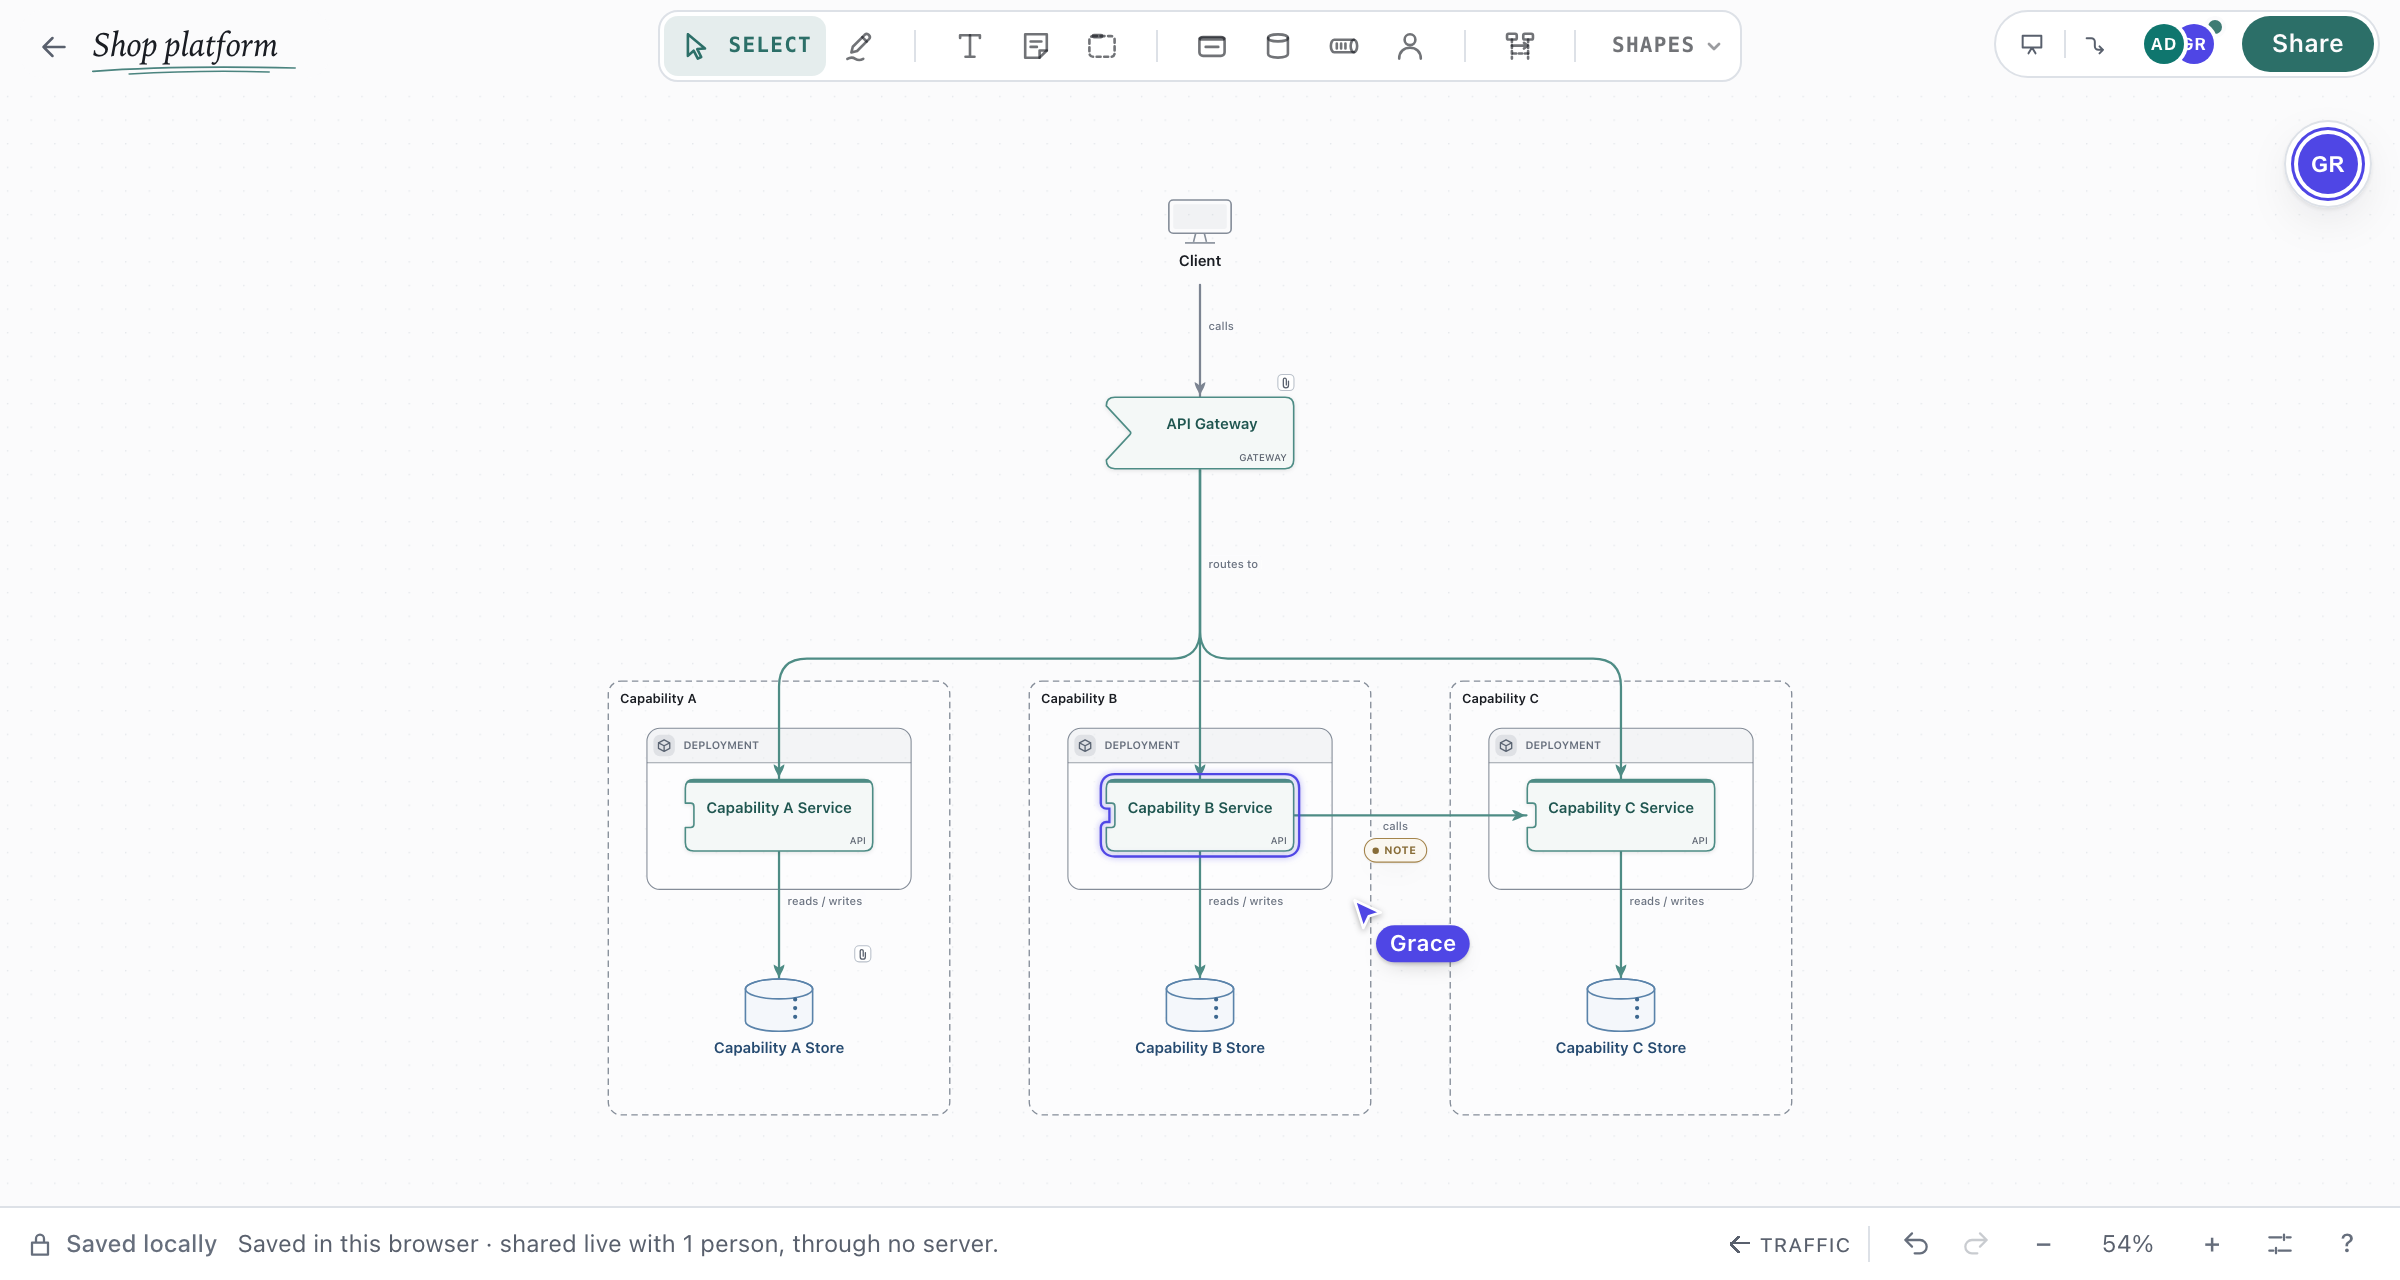 Shop platform
SELECT
SHAPES
AD
GR
Share
GR
Client
calls
API Gateway
GATEWAY
routes to
Capability A
Capability B
Capability C
DEPLOYMENT
DEPLOYMENT
DEPLOYMENT
Capability A Service
API
Capability B Service
API
Capability C Service
API
calls
NOTE
reads / writes
reads / writes
reads / writes
Grace
Capability A Store
Capability B Store
Capability C Store
Saved locally Saved in this browser · shared live with 1 person, through no server.
← TRAFFIC
− 54% + ?